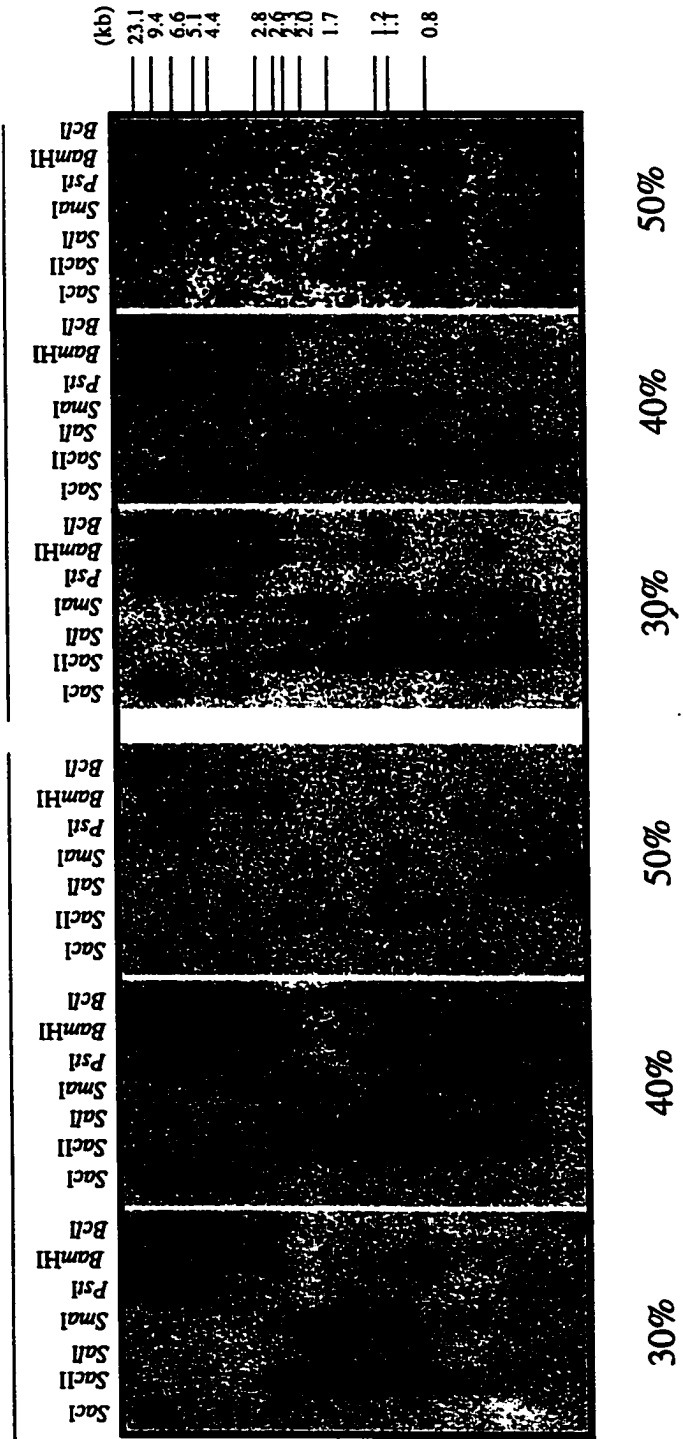 (kb)
23.1
9.4
6.6
5.1
4.4
2.8
2.6
2.3
2.0
1.7
1.2
1.1
0.8
BclI
BamHI
PstI
SmaI
SalI
SacII
SacI
50%
BclI
BamHI
PstI
SmaI
SalI
SacII
SacI
40%
BclI
BamHI
PstI
SmaI
SalI
SacII
SacI
30%
BclI
BamHI
PstI
SmaI
SalI
SacII
SacI
50%
BclI
BamHI
PstI
SmaI
SalI
SacII
SacI
40%
BclI
BamHI
PstI
SmaI
SalI
SacII
SacI
30%